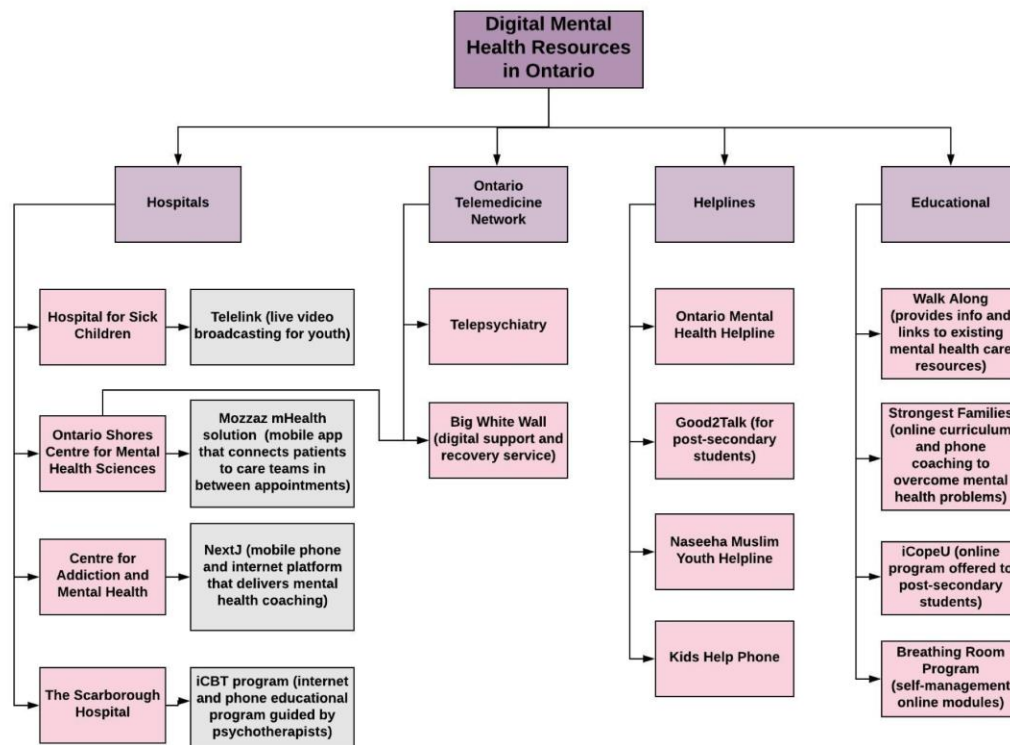 Digital Mental
Health Resources
in Ontario
Hospitals
Ontario
Telemedicine
Network
Helplines
Educational
Hospital for Sick
Children
Telelink (live video
broadcasting for youth)
Ontario Shores
Centre for Mental
Health Sciences
Mozzaz mHealth
solution (mobile app
that connects patients
to care teams in
between appointments)
Centre for
Addiction and
Mental Health
NextJ (mobile phone
and internet platform
that delivers mental
health coaching)
The Scarborough
Hospital
iCBT program (internet
and phone educational
program guided by
psychotherapists)
Telepsychiatry
Big White Wall
(digital support and
recovery service)
Ontario Mental
Health Helpline
Good2Talk (for
post-secondary
students)
Naseeha Muslim
Youth Helpline
Kids Help Phone
Walk Along
(provides info and
links to existing
mental health care
resources)
Strongest Families
(online curriculum
and phone
coaching to
overcome mental
health problems)
iCopeU (online
program offered to
post-secondary
students)
Breathing Room
Program
(self-management
online modules)